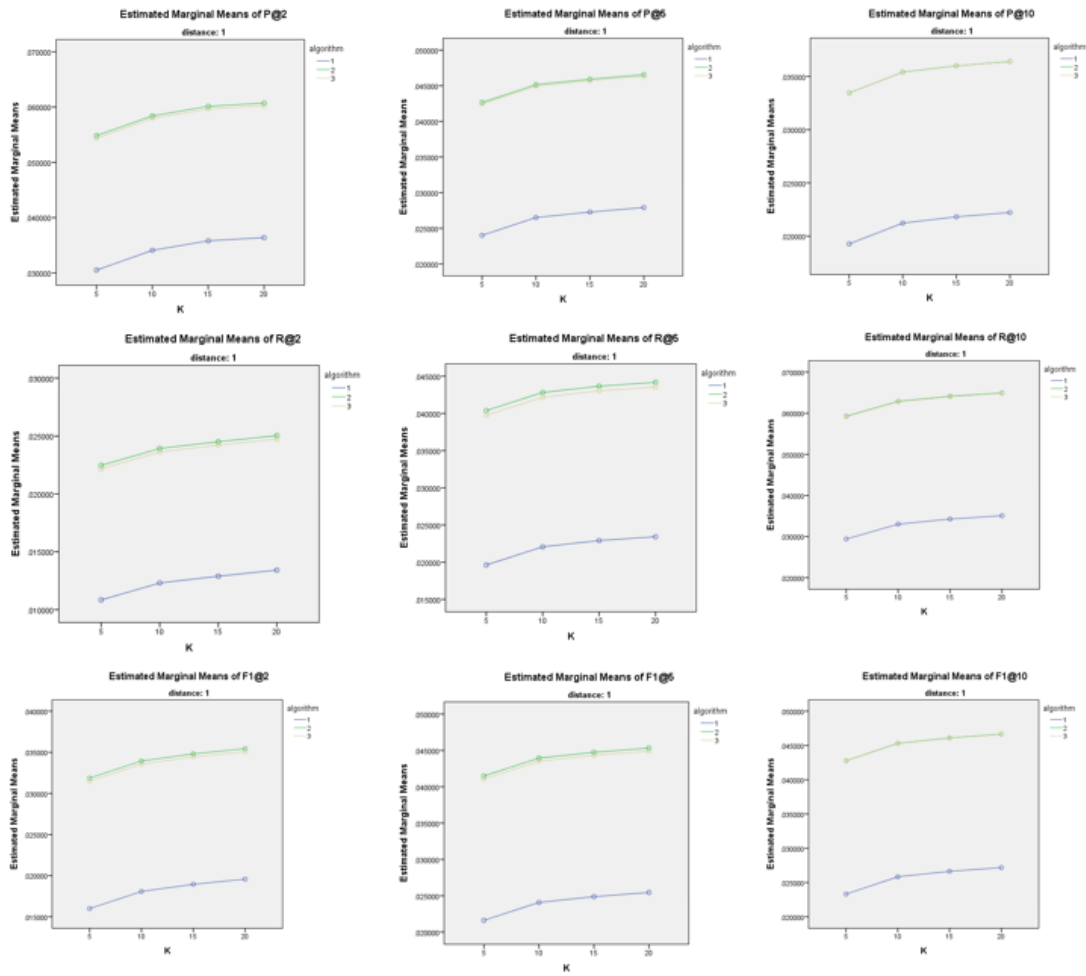 Estimated Marginal Means of P@2
distance: 1
algorithm
1
2
3
Estimated Marginal Means
.070000
.060000
.050000
.040000
.030000
5 10 15 20
K
Estimated Marginal Means of P@5
distance: 1
algorithm
1
2
3
Estimated Marginal Means
.050000
.045000
.040000
.035000
.030000
.025000
.020000
5 10 15 20
K
Estimated Marginal Means of P@10
distance: 1
algorithm
1
2
3
Estimated Marginal Means
.035000
.030000
.025000
.020000
5 10 15 20
K
Estimated Marginal Means of R@2
distance: 1
algorithm
1
2
3
Estimated Marginal Means
.030000
.025000
.020000
.015000
.010000
5 10 15 20
K
Estimated Marginal Means of R@5
distance: 1
algorithm
1
2
3
Estimated Marginal Means
.045000
.040000
.035000
.030000
.025000
.020000
.015000
5 10 15 20
K
Estimated Marginal Means of R@10
distance: 1
algorithm
1
2
3
Estimated Marginal Means
.070000
.060000
.050000
.040000
.030000
.020000
5 10 15 20
K
Estimated Marginal Means of F1@2
distance: 1
algorithm
1
2
3
Estimated Marginal Means
.040000
.035000
.030000
.025000
.020000
.015000
5 10 15 20
K
Estimated Marginal Means of F1@5
distance: 1
algorithm
1
2
3
Estimated Marginal Means
.050000
.045000
.040000
.035000
.030000
.025000
.020000
5 10 15 20
K
Estimated Marginal Means of F1@10
distance: 1
algorithm
1
2
3
Estimated Marginal Means
.050000
.045000
.040000
.035000
.030000
.025000
.020000
5 10 15 20
K